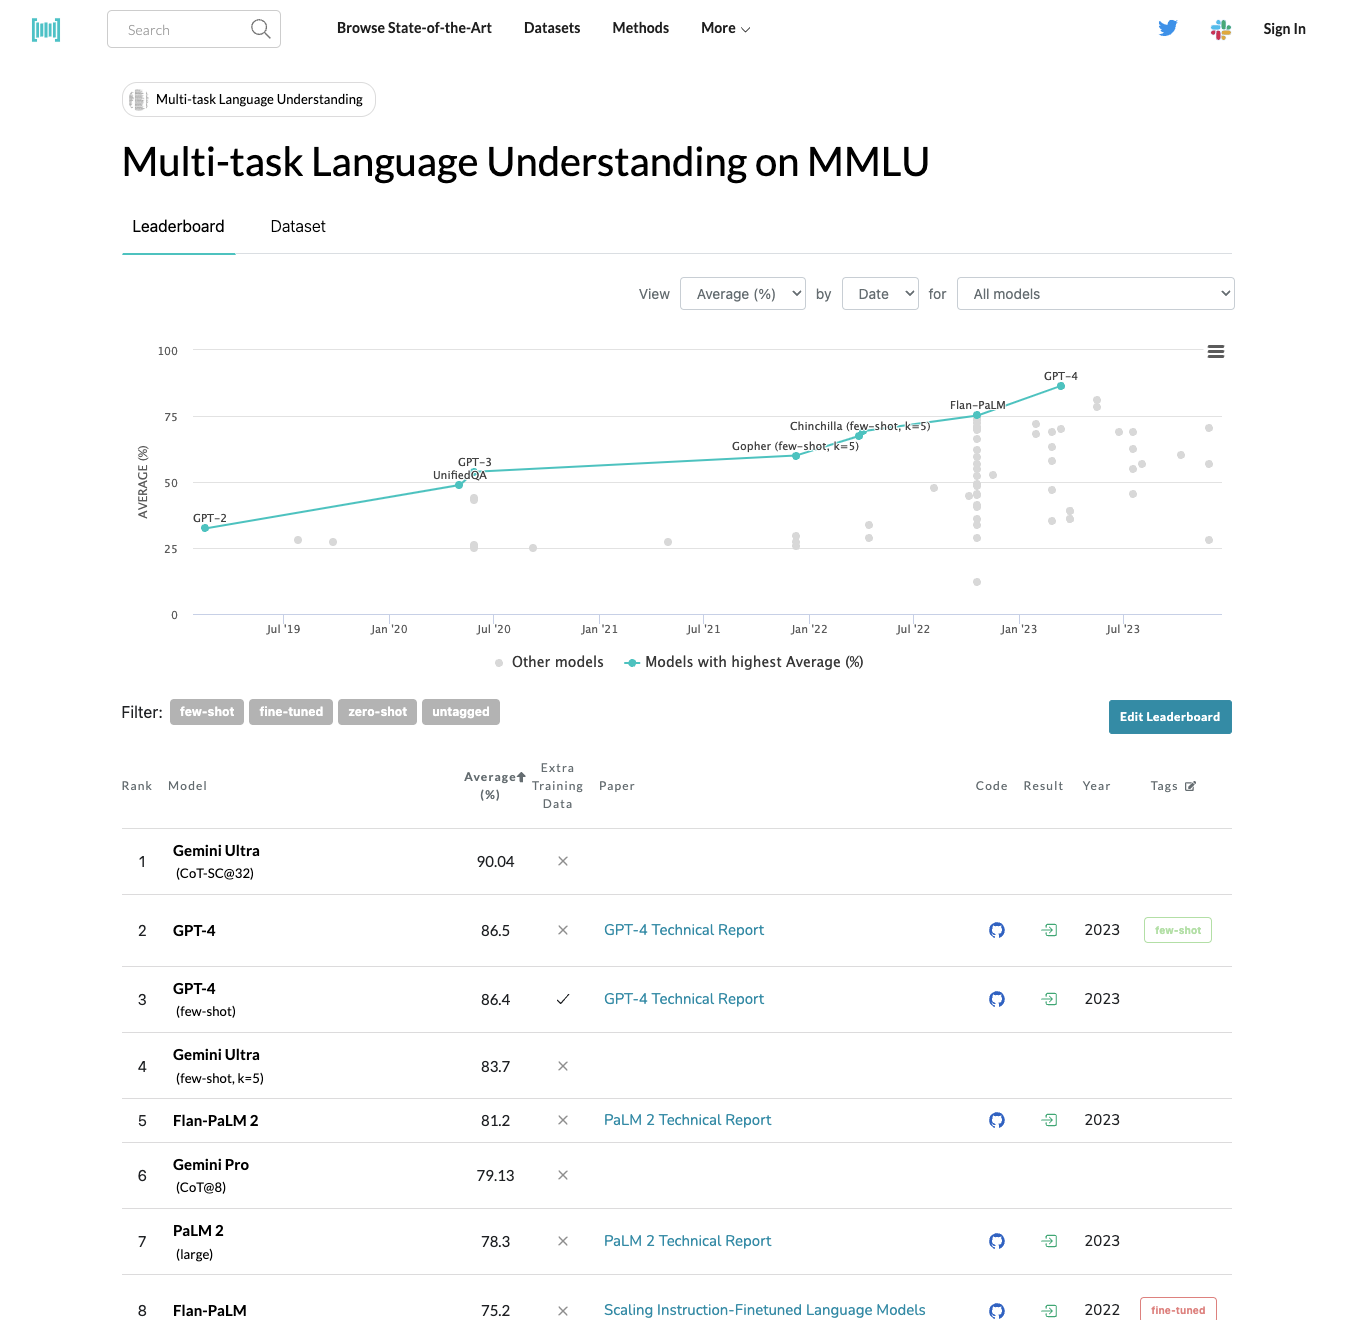 Search
Browse State-of-the-Art
Datasets
Methods
More
Sign In
Multi-task Language Understanding
Multi-task Language Understanding on MMLU
Leaderboard
Dataset
View
Average (%)
by
Date
for
All models
100
75
50
25
0
AVERAGE (%)
GPT-2
UnifiedQA
GPT-3
Gopher (few-shot, k=5)
Chinchilla (few-shot, k=5)
Flan-PaLM
GPT-4
Jul '19
Jan '20
Jul '20
Jan '21
Jul '21
Jan '22
Jul '22
Jan '23
Jul '23
Other models
Models with highest Average (%)
Filter:
few-shot
fine-tuned
zero-shot
untagged
Edit Leaderboard
Rank
Model
Average
(%)
Extra
Training
Data
Paper
Code
Result
Year
Tags
1
Gemini Ultra
(CoT-SC@32)
90.04
2
GPT-4
86.5
GPT-4 Technical Report
2023
few-shot
3
GPT-4
(few-shot)
86.4
GPT-4 Technical Report
2023
4
Gemini Ultra
(few-shot, k=5)
83.7
5
Flan-PaLM 2
81.2
PaLM 2 Technical Report
2023
6
Gemini Pro
(CoT@8)
79.13
7
PaLM 2
(large)
78.3
PaLM 2 Technical Report
2023
8
Flan-PaLM
75.2
Scaling Instruction-Finetuned Language Models
2022
fine-tuned